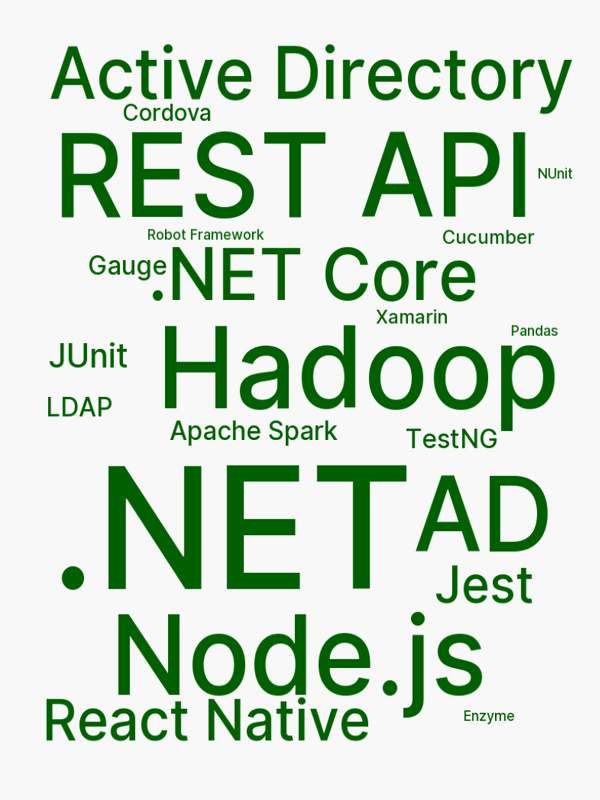 Active Directory
Cordova
REST API
NUnit
Robot Framework
Cucumber
Gauge
.NET Core
Xamarin
Pandas
JUnit
Hadoop
LDAP
Apache Spark
TestNG
.NET
AD
Jest
Node.js
React Native
Enzyme